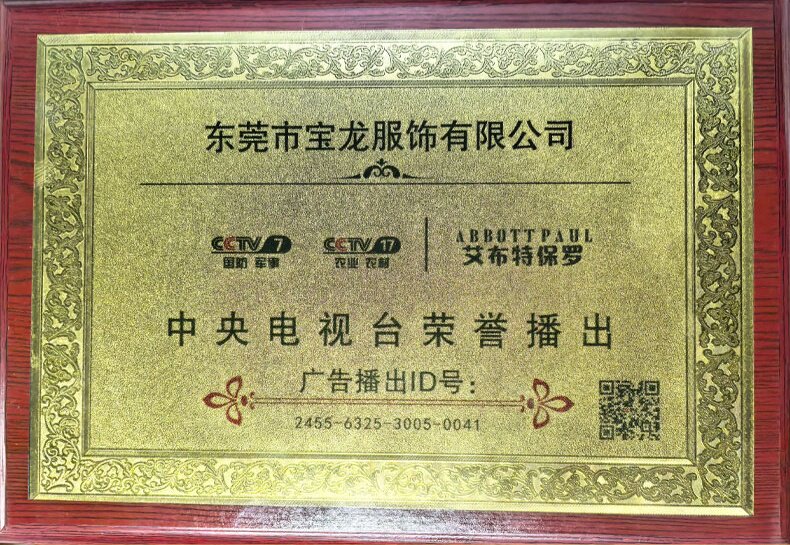 东莞市宝龙服饰有限公司
CCTV 7 CCTV 17 ABBOTTPAUL
国防 军事 农业 农村 艾布特保罗
中央电视台荣誉播出
广告播出ID号：
2455-6325-3005-0041